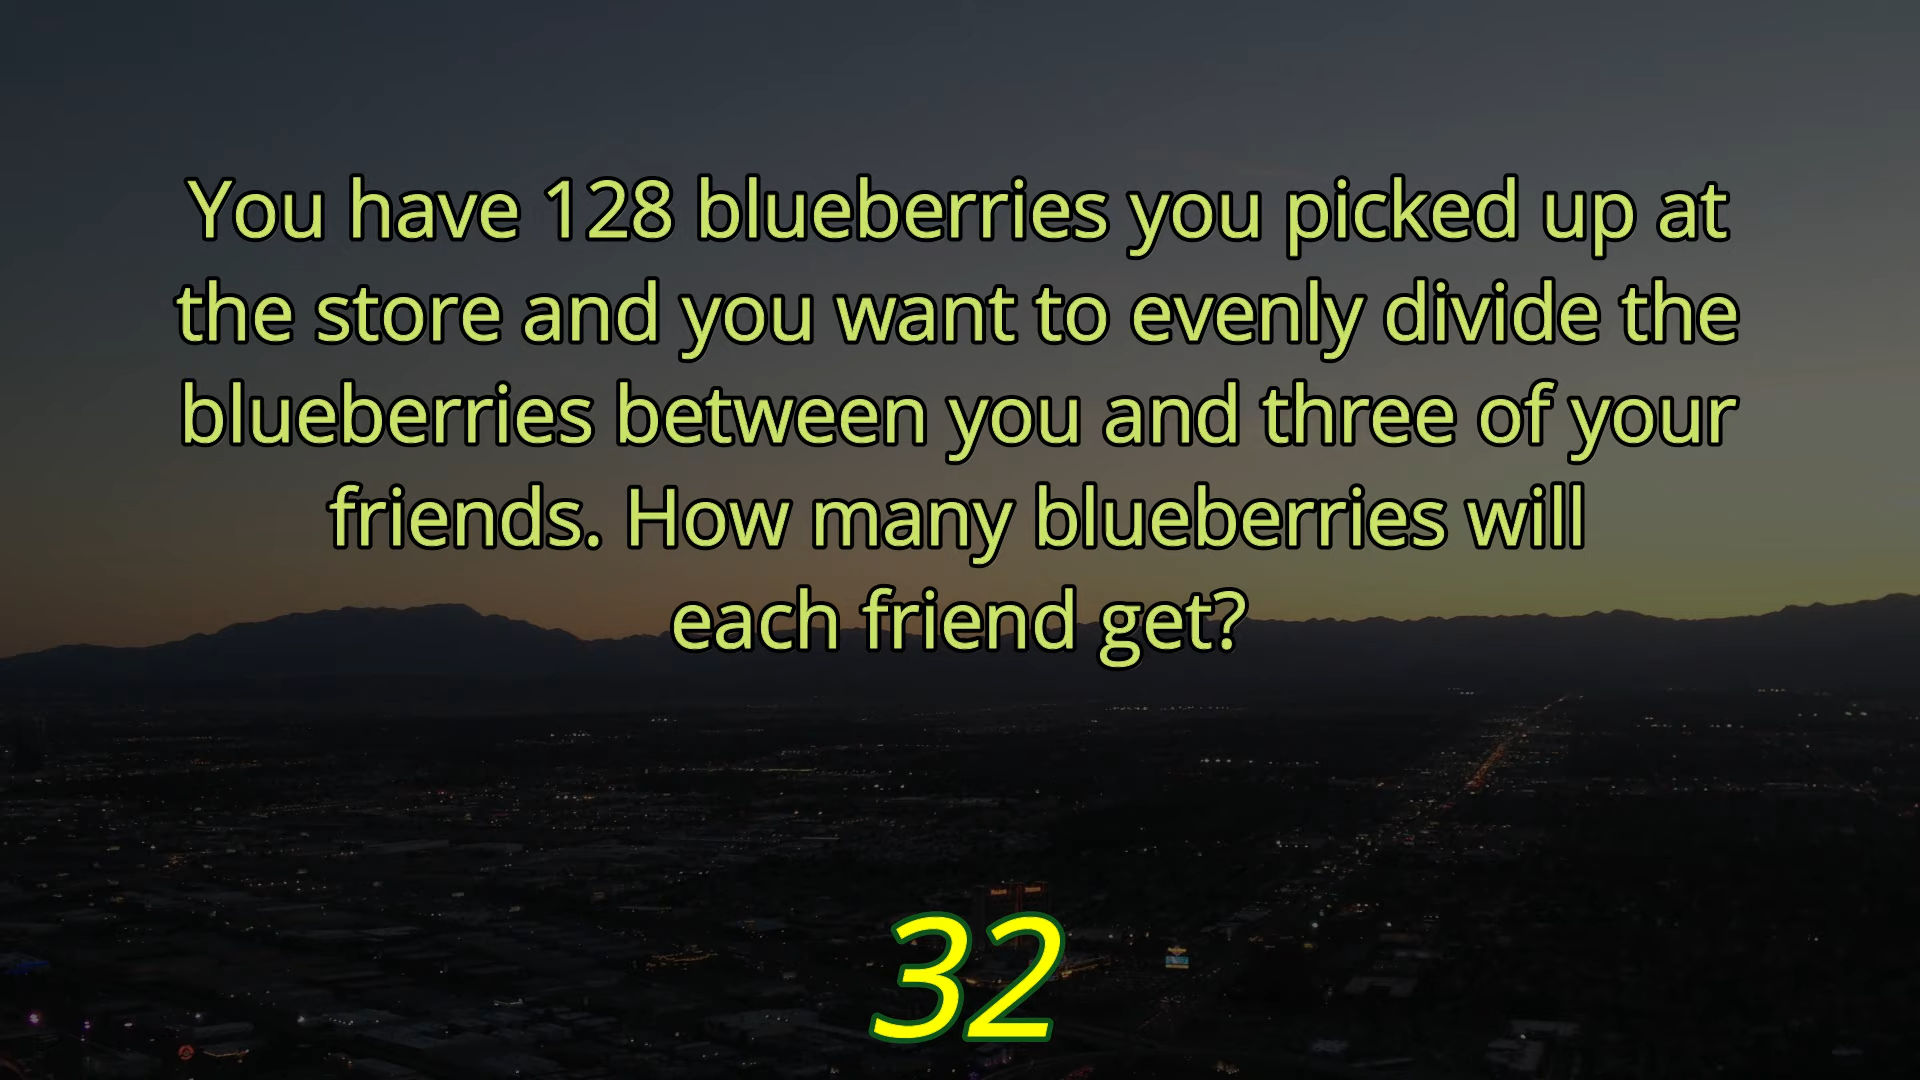 You have 128 blueberries you picked up at
the store and you want to evenly divide the
blueberries between you and three of your
friends. How many blueberries will
each friend get?
32